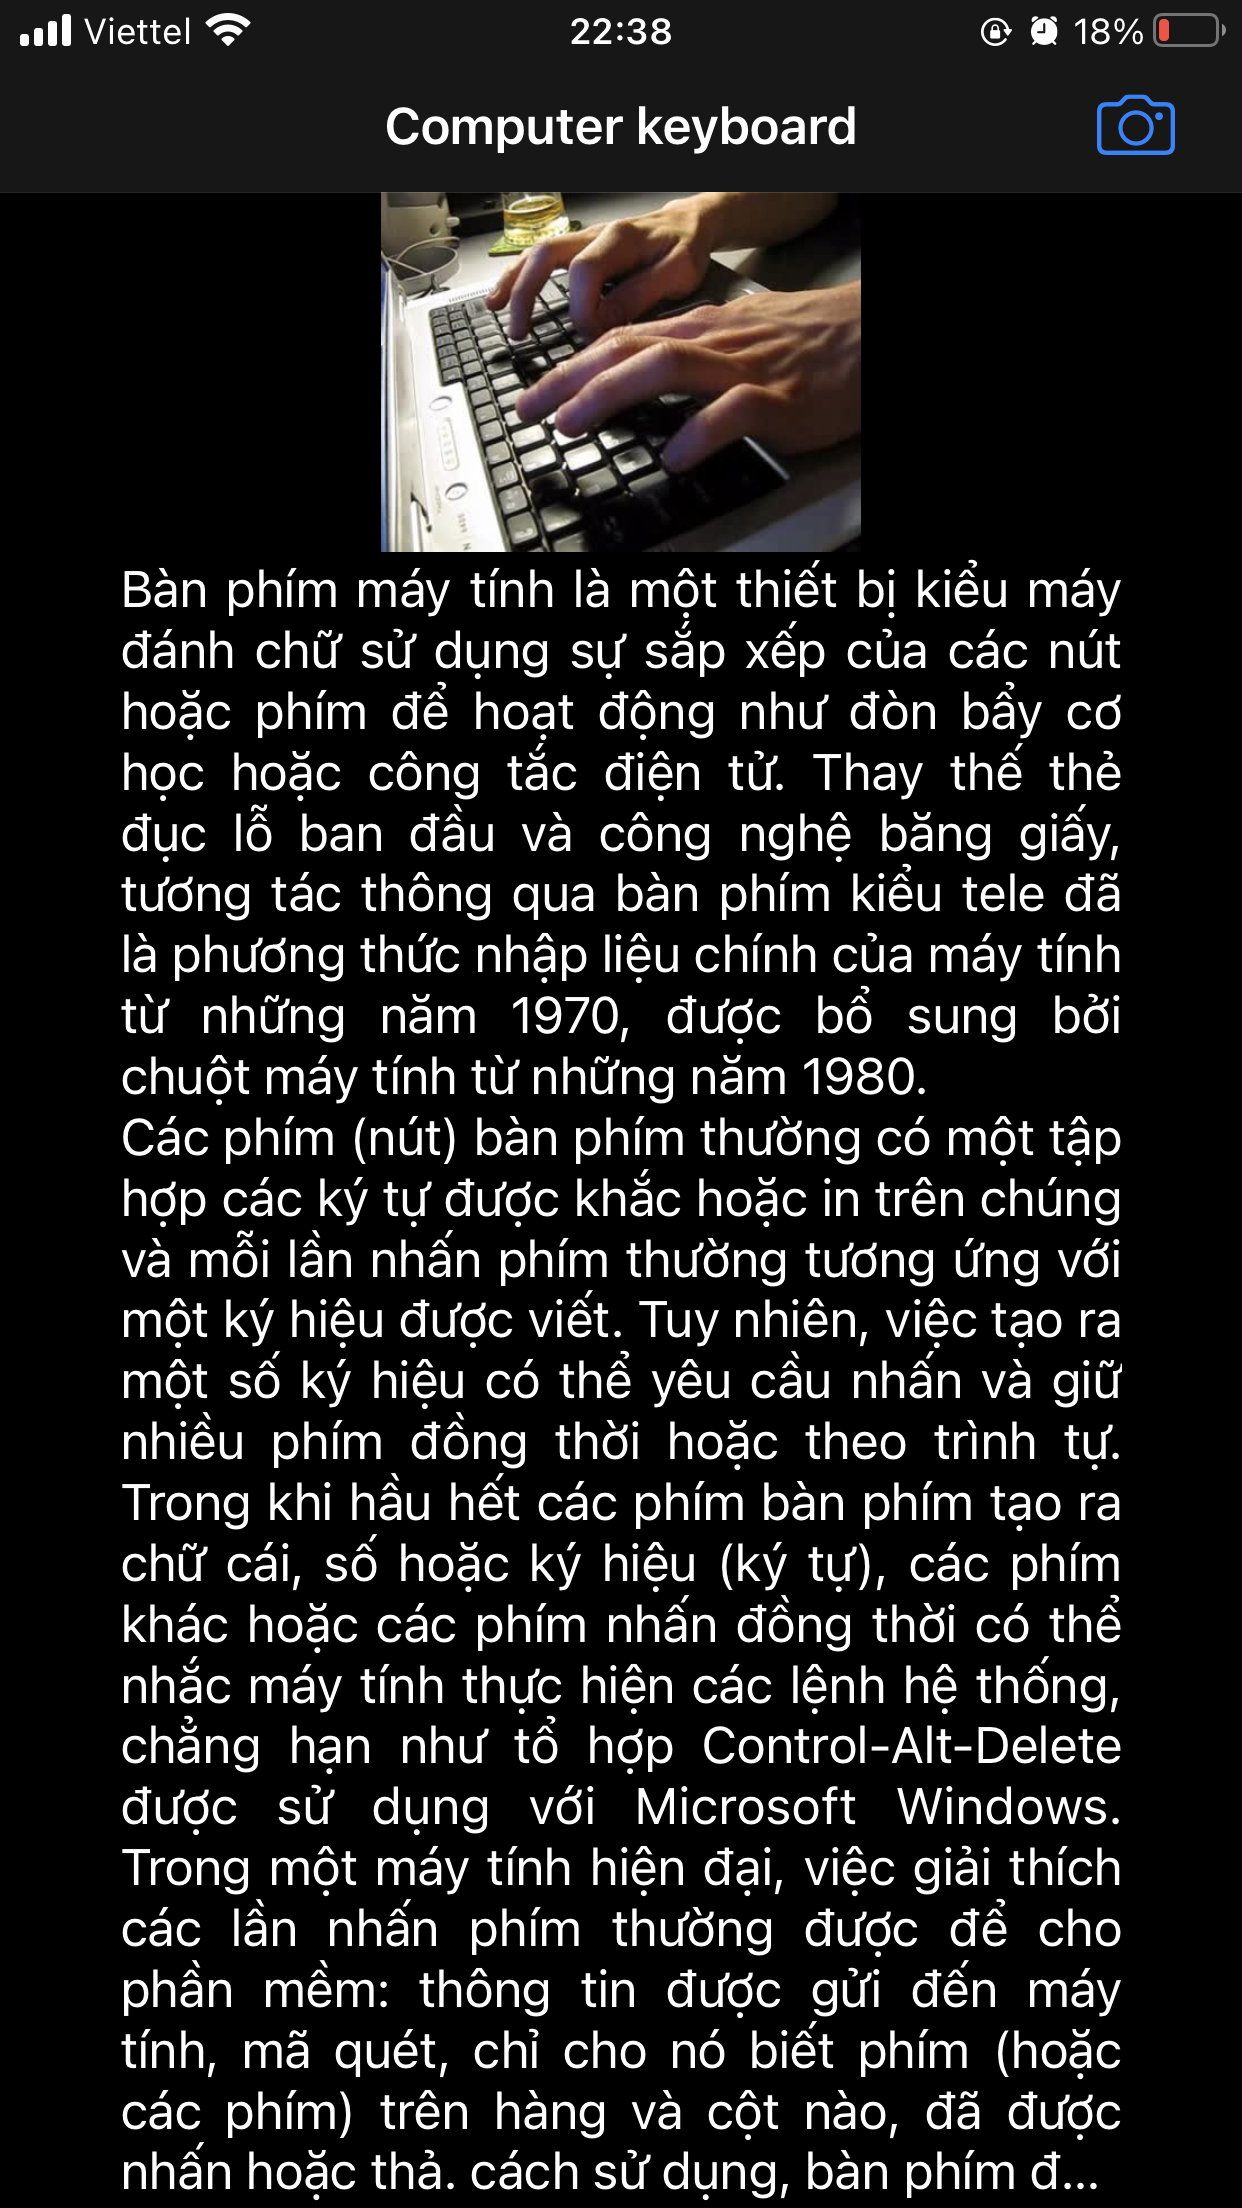 Viettel
22:38
18%
Computer keyboard
Bàn phím máy tính là một thiết bị kiểu máy
đánh chữ sử dụng sự sắp xếp của các nút
hoặc phím để hoạt động như đòn bẩy cơ
học hoặc công tắc điện tử. Thay thế thẻ
đục lỗ ban đầu và công nghệ băng giấy,
tương tác thông qua bàn phím kiểu tele đã
là phương thức nhập liệu chính của máy tính
từ những năm 1970, được bổ sung bởi
chuột máy tính từ những năm 1980.
Các phím (nút) bàn phím thường có một tập
hợp các ký tự được khắc hoặc in trên chúng
và mỗi lần nhấn phím thường tương ứng với
một ký hiệu được viết. Tuy nhiên, việc tạo ra
một số ký hiệu có thể yêu cầu nhấn và giữ
nhiều phím đồng thời hoặc theo trình tự.
Trong khi hầu hết các phím bàn phím tạo ra
chữ cái, số hoặc ký hiệu (ký tự), các phím
khác hoặc các phím nhấn đồng thời có thể
nhắc máy tính thực hiện các lệnh hệ thống,
chẳng hạn như tổ hợp Control-Alt-Delete
được sử dụng với Microsoft Windows.
Trong một máy tính hiện đại, việc giải thích
các lần nhấn phím thường được để cho
phần mềm: thông tin được gửi đến máy
tính, mã quét, chỉ cho nó biết phím (hoặc
các phím) trên hàng và cột nào, đã được
nhấn hoặc thả. cách sử dụng, bàn phím đ...